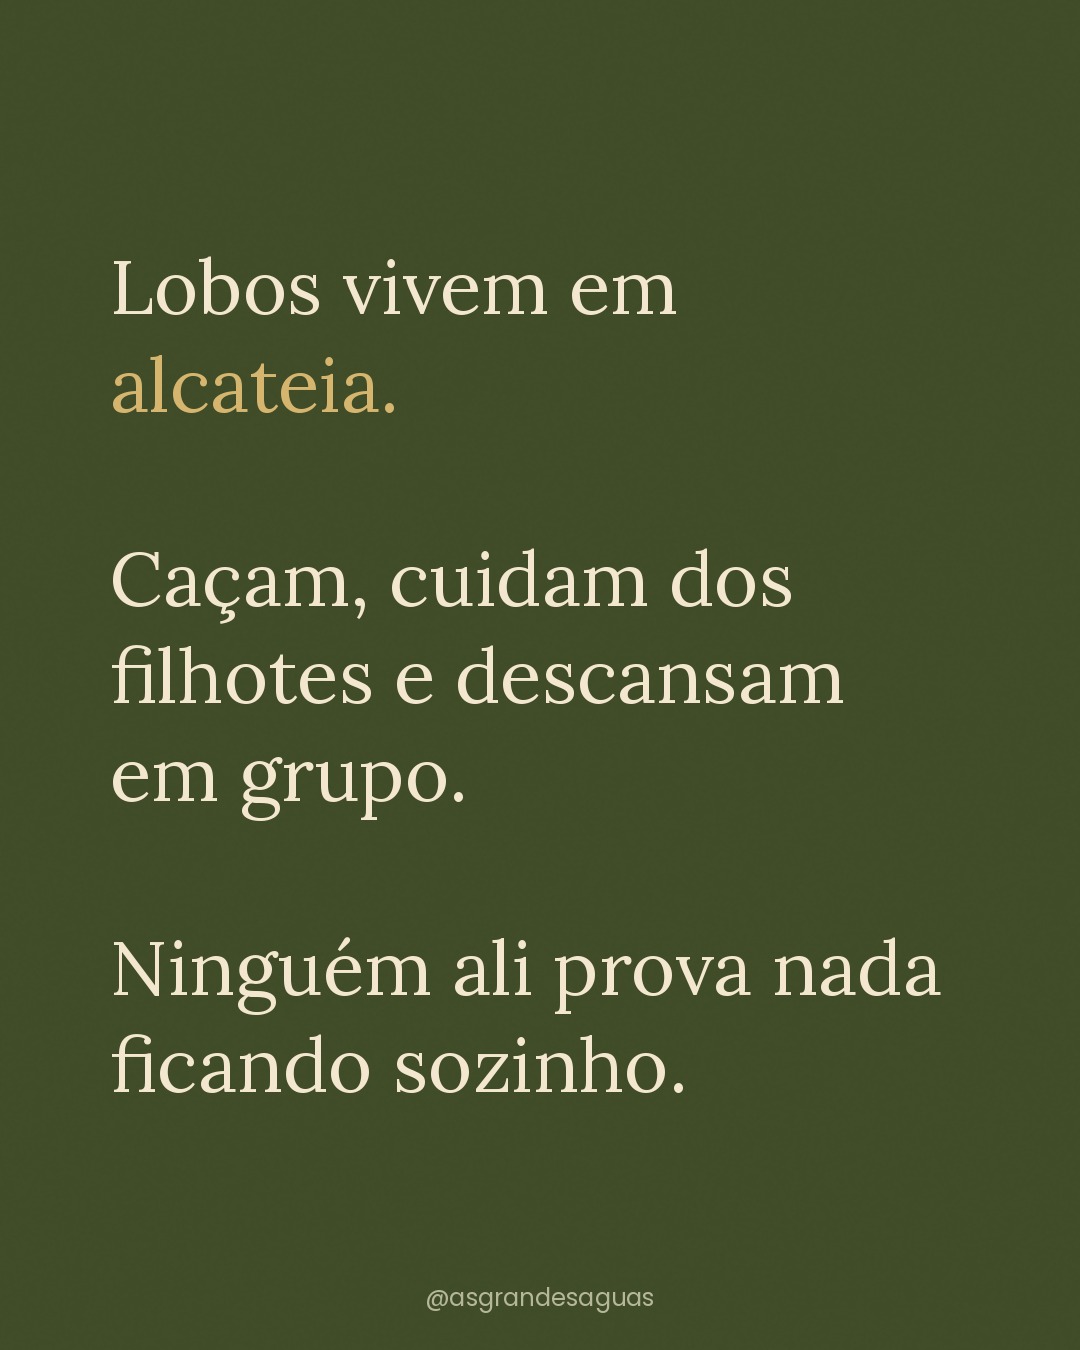 Lobos vivem em
alcateia.
Caçam, cuidam dos
filhotes e descansam
em grupo.
Ninguém ali prova nada
ficando sozinho.
@asgrandesaguas